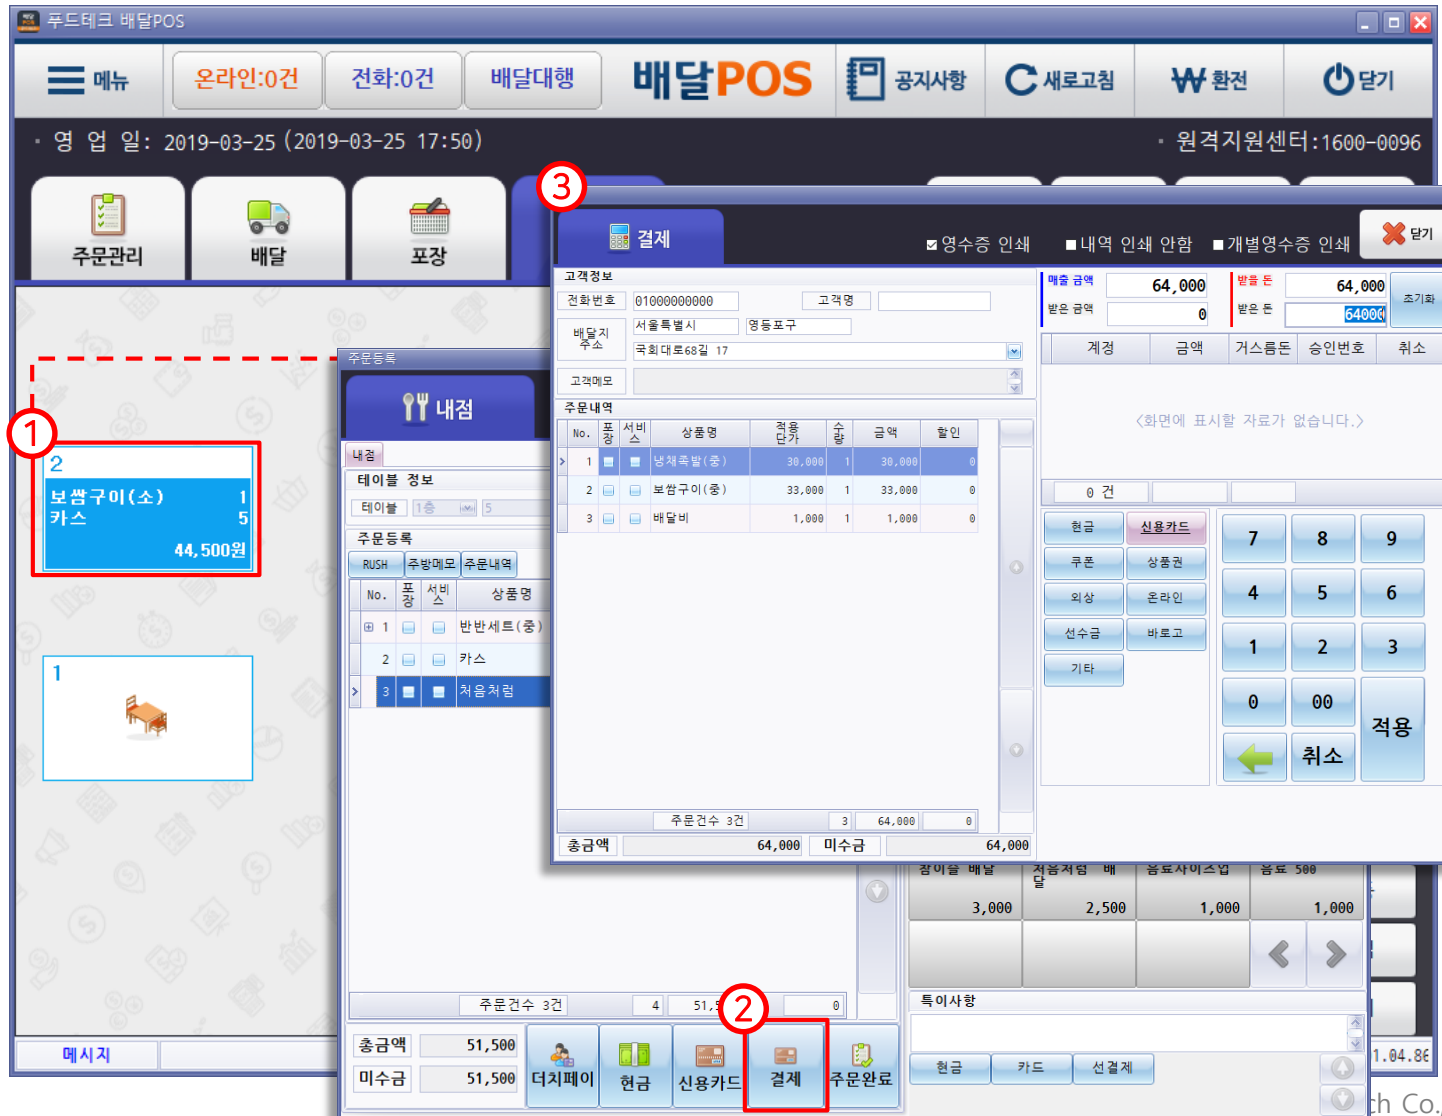 푸드테크 배달POS
메뉴
온라인:0건
전화:0건
배달대행
배달POS
공지사항
새로고침
환전
닫기
영 업 일: 2019-03-25 (2019-03-25 17:50)
원격지원센터:1600-0096
주문관리
배달
포장
①
2
보쌈구이(소) 1
카스 5
44,500원
1
메시지
주문등록
내점
내점
테이블 정보
테이블 1층 5
주문등록
RUSH 주방메모 주문내역
No. 포장 서비스 상품명
1 반반세트(중)
2 카스
3 처음처럼
주문건수 3건 4 51,5 0
총금액 51,500
미수금 51,500
더치페이
현금
신용카드
②
결제
주문완료
③
결제
영수증 인쇄
내역 인쇄 안함
개별영수증 인쇄
닫기
고객정보
전화번호 01000000000 고객명
배달지 주소 서울특별시 영등포구
국회대로68길 17
고객메모
주문내역
No. 포장 서비스 상품명 적용단가 수량 금액 할인
1 냉채족발(중) 30,000 1 30,000 0
2 보쌈구이(중) 33,000 1 33,000 0
3 배달비 1,000 1 1,000 0
주문건수 3건 3 64,000 0
총금액 64,000 미수금 64,000
매출 금액 64,000 받을 돈 64,000
받은 금액 0 받은 돈 64000
초기화
계정 금액 거스름돈 승인번호 취소
<화면에 표시할 자료가 없습니다.>
0 건
현금 신용카드
쿠폰 상품권
외상 온라인
선수금 바로고
기타
7 8 9
4 5 6
1 2 3
0 00
적용
취소
참이슬 배달 처음처럼 배달 음료사이즈업 음료 500
3,000 2,500 1,000 1,000
특이사항
현금 카드 선결제
1.04.86
ch Co.,